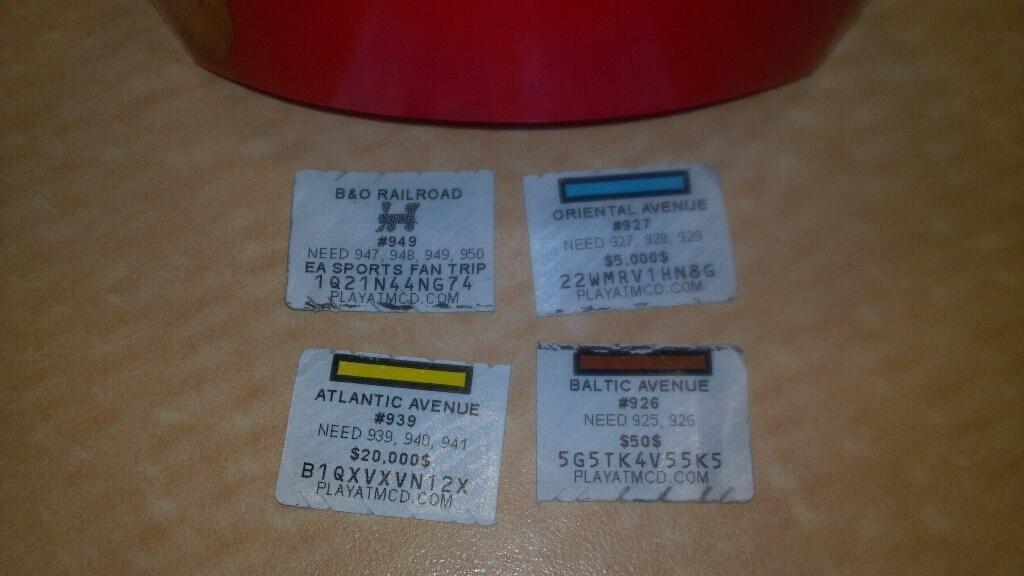 B&O RAILROAD
#949
NEED 947, 948, 949, 950
EA SPORTS FAN TRIP
1Q21N44NG74
PLAYATMCD.COM
ORIENTAL AVENUE
#927
NEED 927, 928, 929
$5,000$
22WMRV1HN8G
PLAYATMCD.COM
ATLANTIC AVENUE
#939
NEED 939, 940, 941
$20,000$
B1QXVXVN12X
PLAYATMCD.COM
BALTIC AVENUE
#926
NEED 925, 926
$50$
5G5TK4V55K5
PLAYATMCD.COM